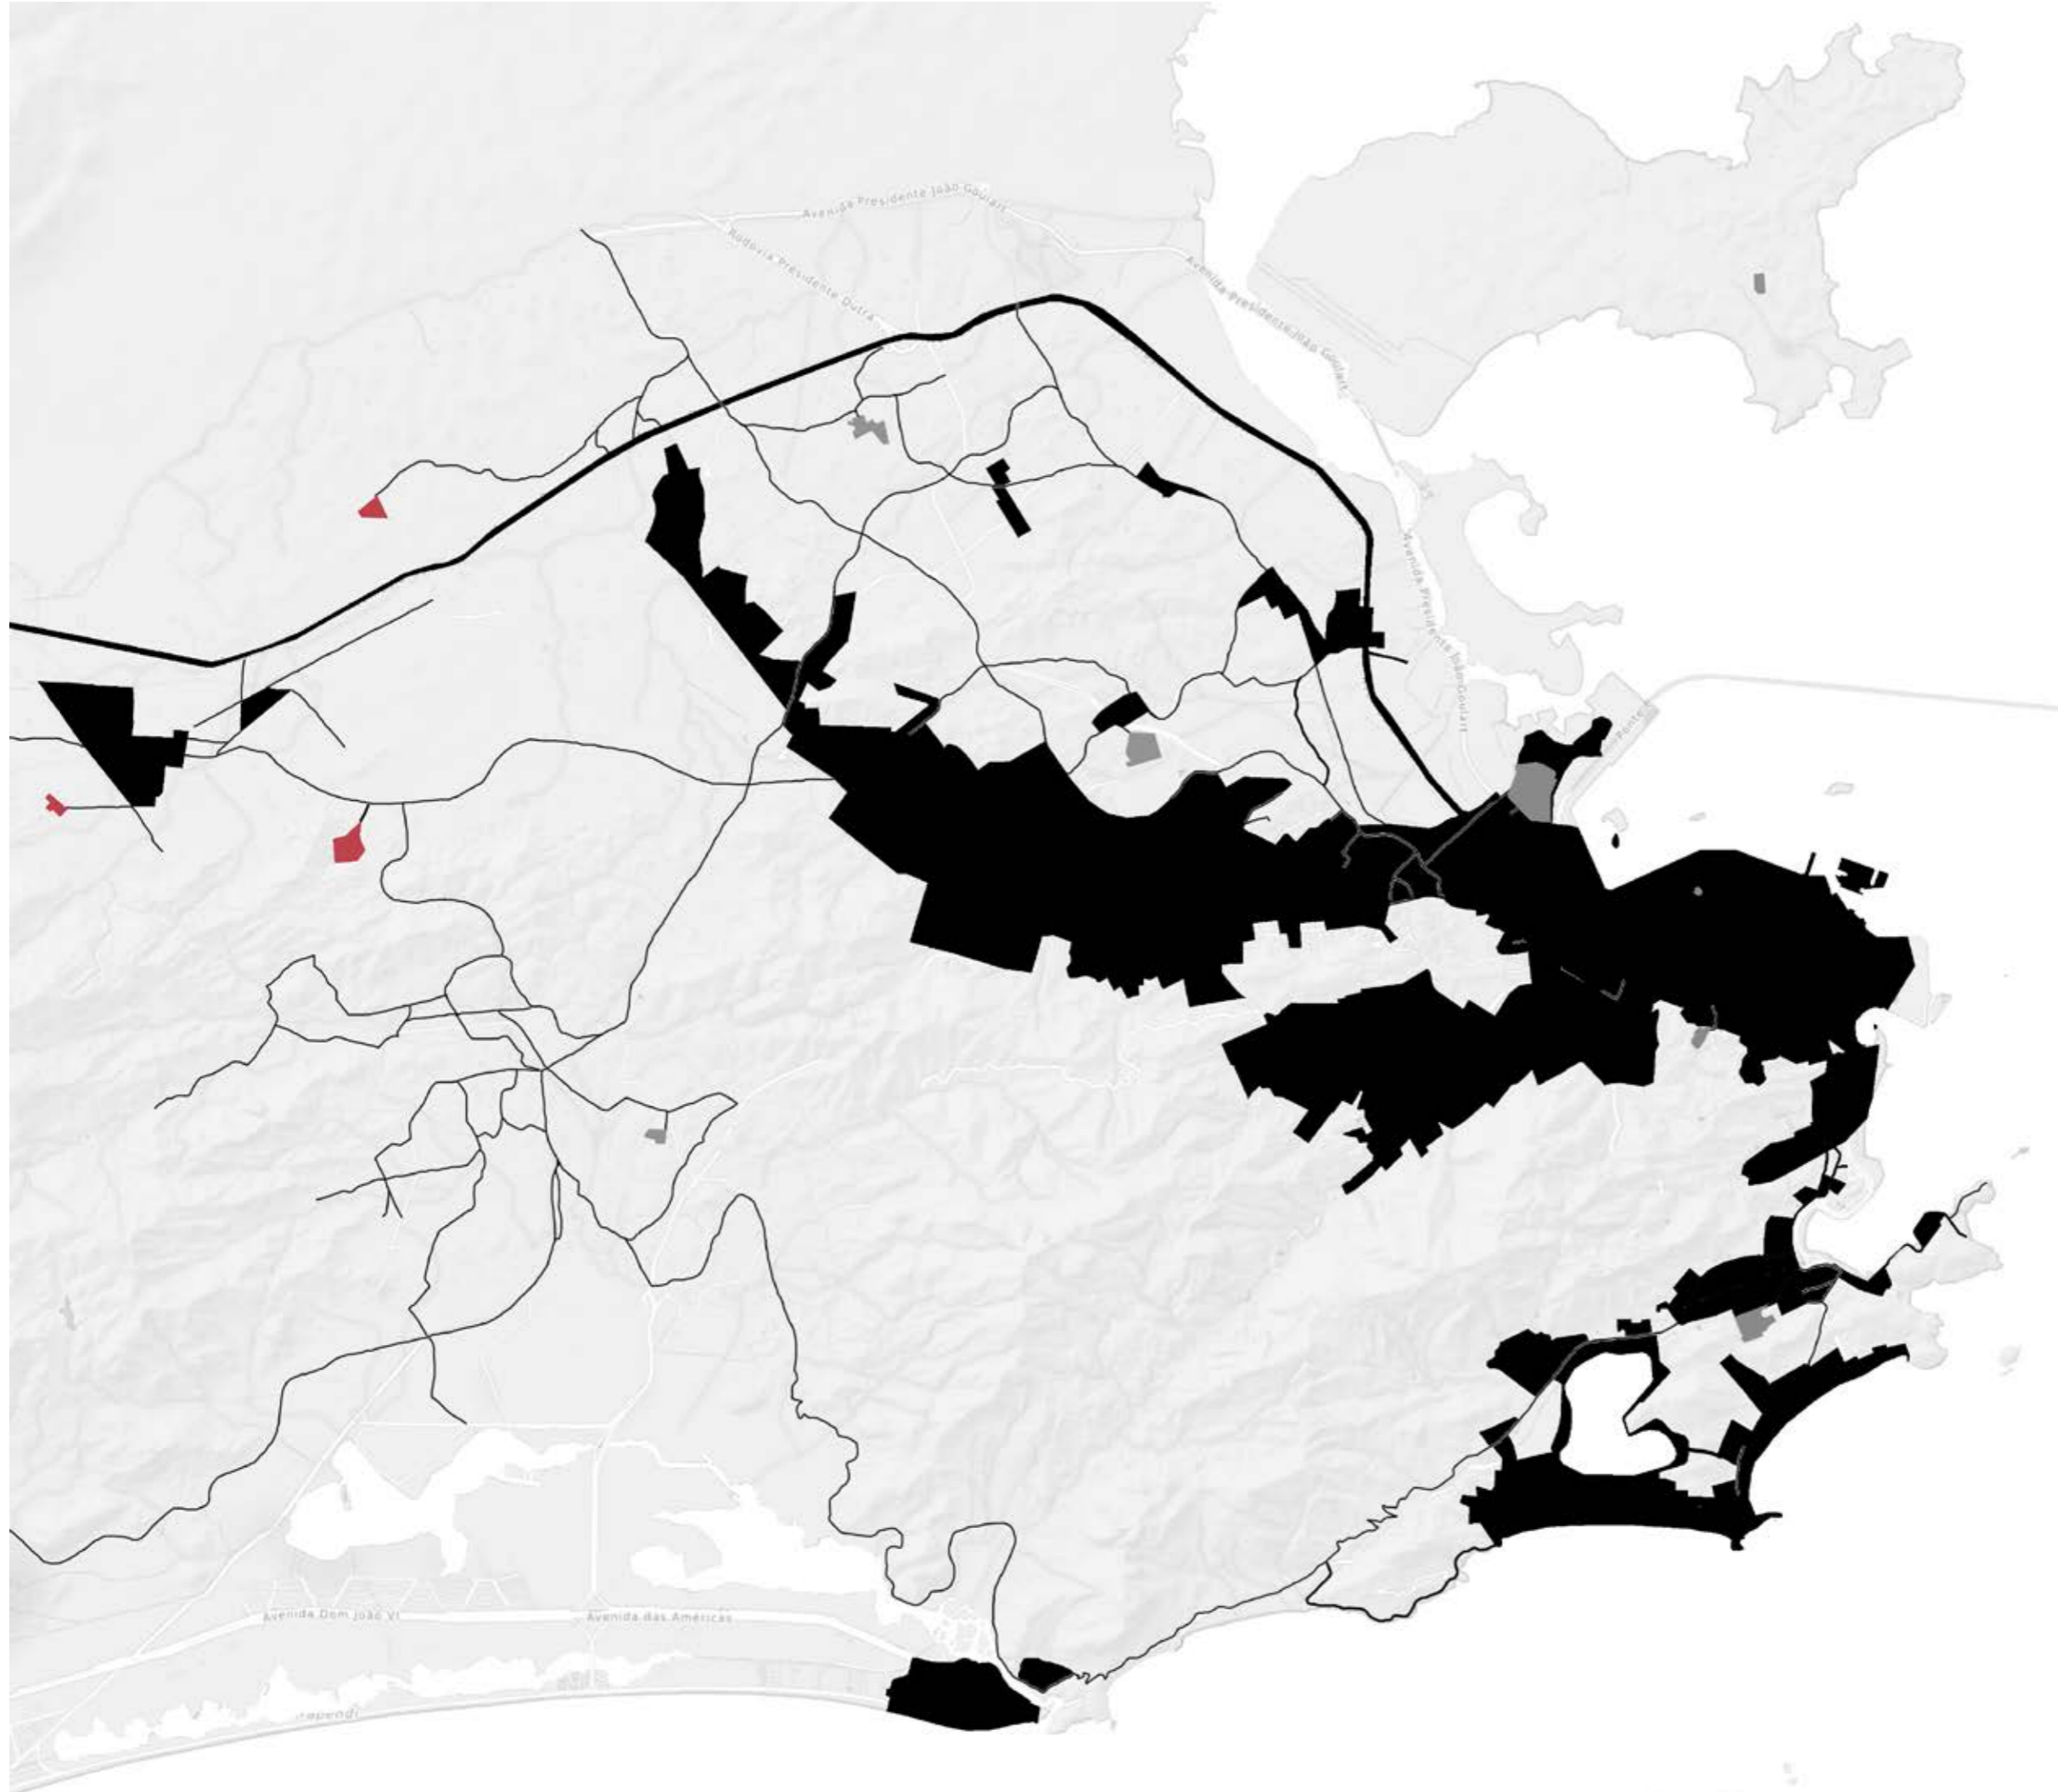 Avenida Presidente João Goulart
Rodovia Presidente Dutra
Avenida Presidente João Goulart
Avenida Presidente João Goulart
Avenida Dom João VI
Avenida das Américas